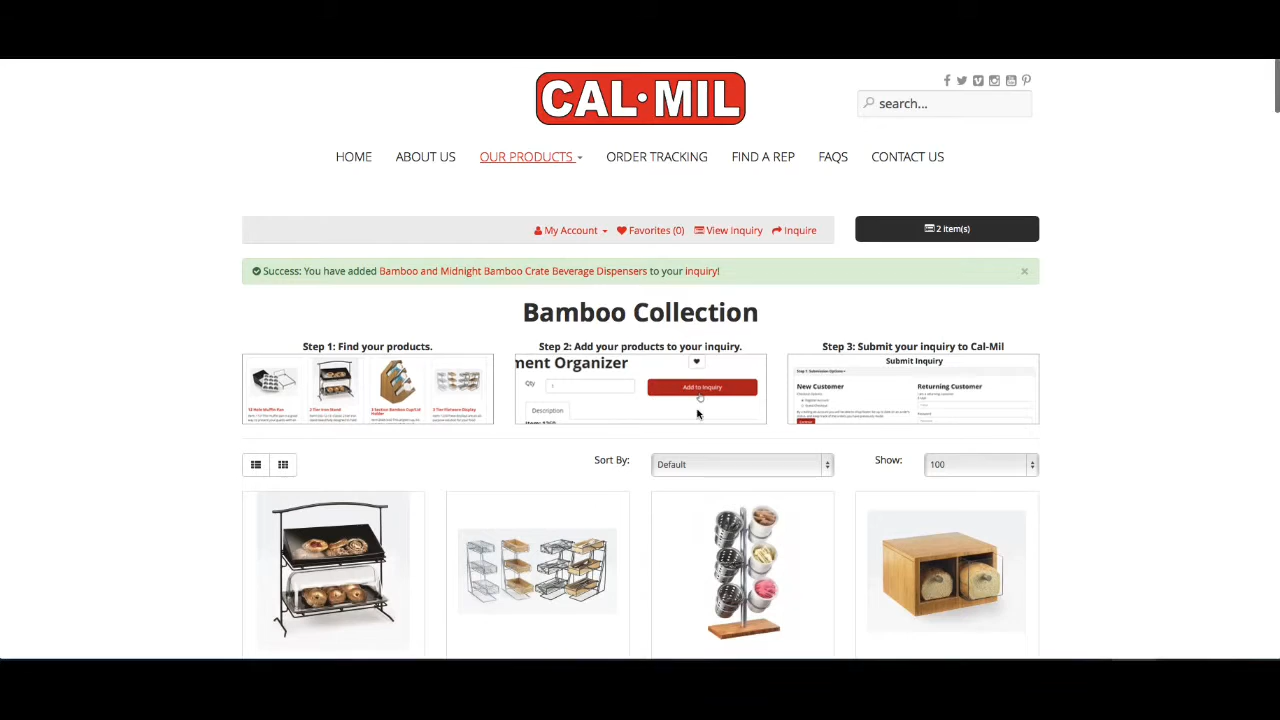 CAL•MIL
search...
HOME ABOUT US OUR PRODUCTS ORDER TRACKING FIND A REP FAQS CONTACT US
My Account Favorites (0) View Inquiry Inquire 2 item(s)
Success: You have added Bamboo and Midnight Bamboo Crate Beverage Dispensers to your inquiry! ×
Bamboo Collection
Step 1: Find your products. Step 2: Add your products to your inquiry. Step 3: Submit your inquiry to Cal-Mil
ment Organizer
Qty 1 Add to Inquiry
Description
Submit Inquiry
New Customer Returning Customer
Sort By: Default Show: 100